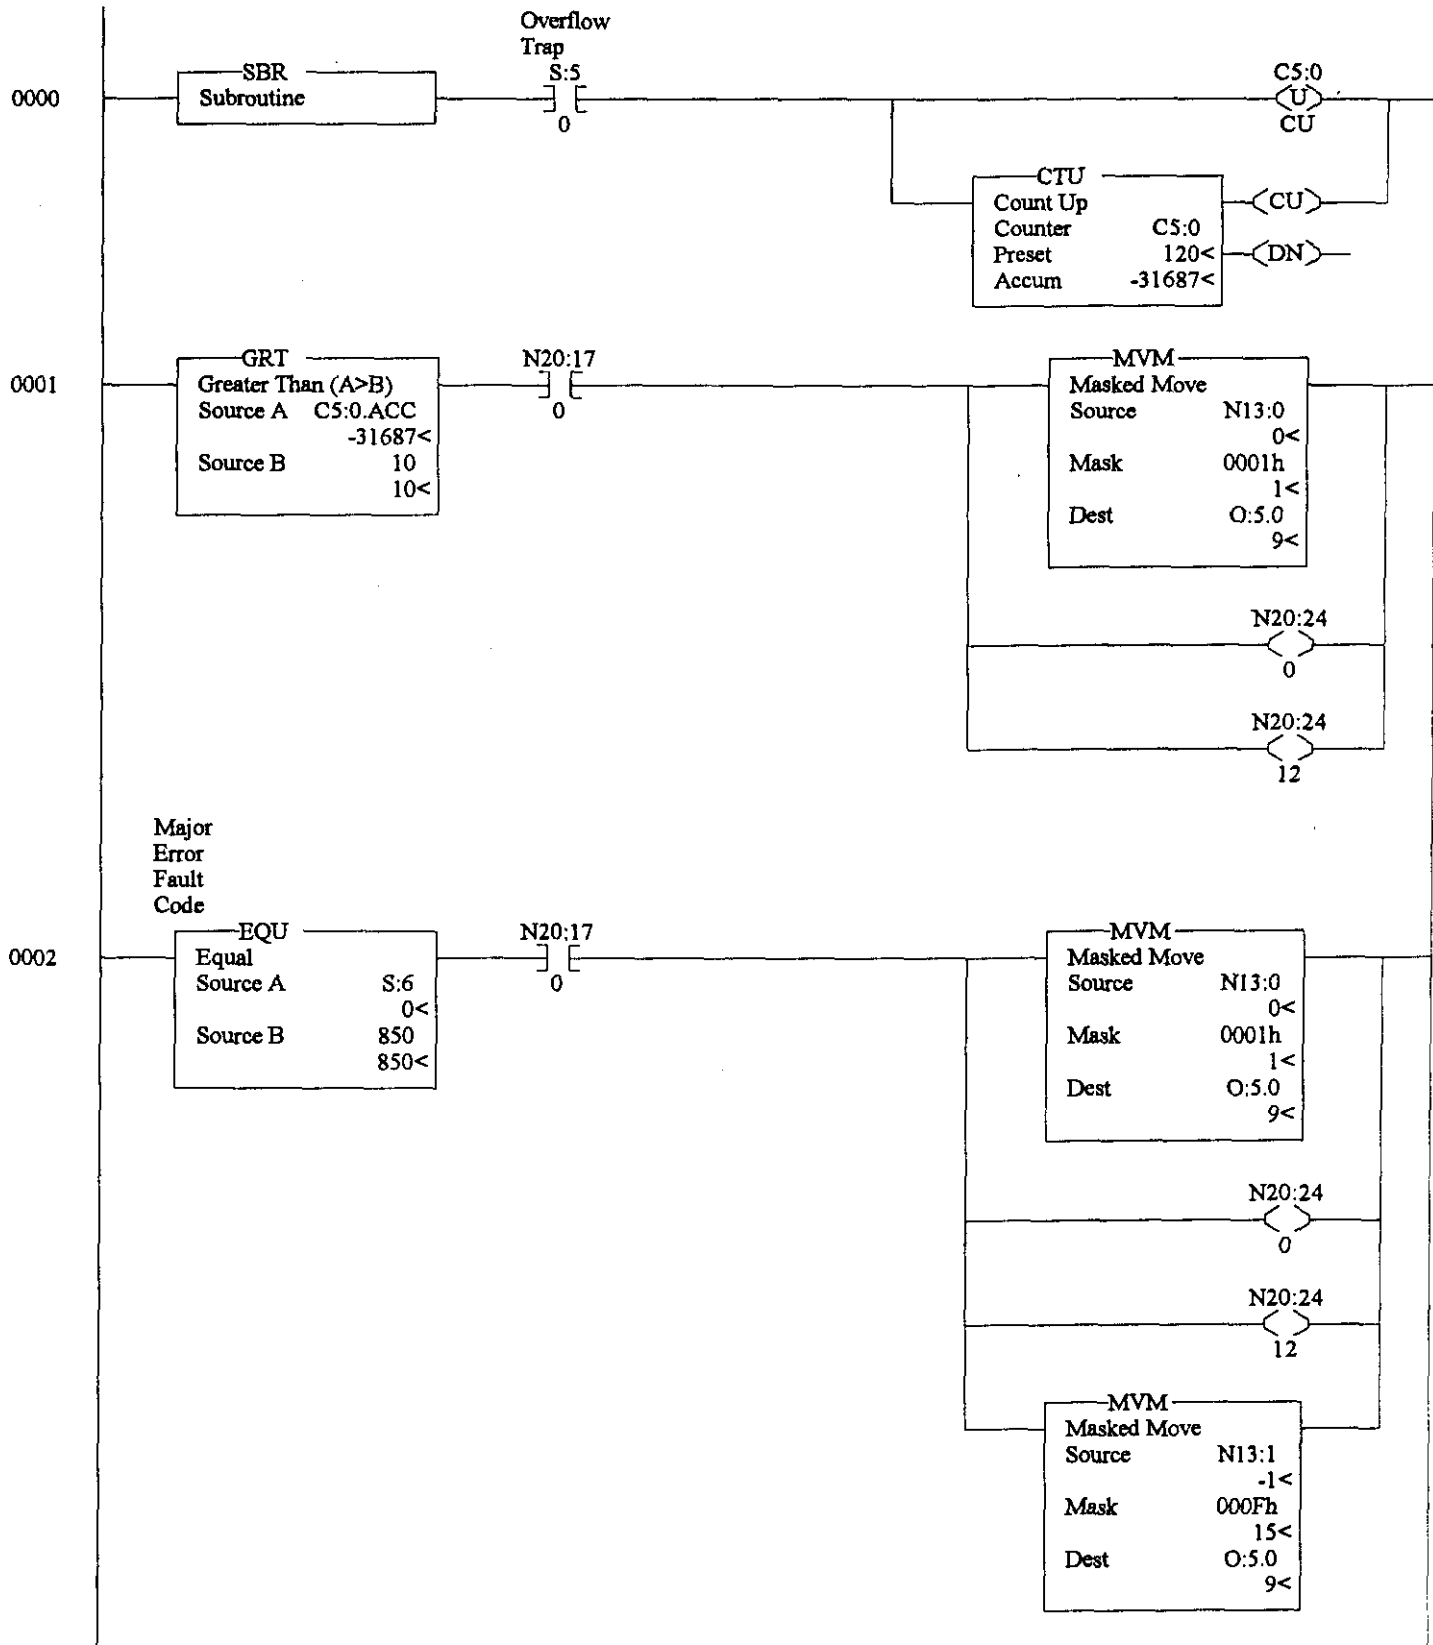 Overflow
Trap
0000
SBR
Subroutine
S:5
0
C5:0
U
CU
CTU
Count Up
Counter C5:0
Preset 120<
Accum -31687<
CU
DN
0001
GRT
Greater Than (A>B)
Source A C5:0.ACC
-31687<
Source B 10
10<
N20:17
0
MVM
Masked Move
Source N13:0
0<
Mask 0001h
1<
Dest O:5.0
9<
N20:24
0
N20:24
12
Major
Error
Fault
Code
0002
EQU
Equal
Source A S:6
0<
Source B 850
850<
N20:17
0
MVM
Masked Move
Source N13:0
0<
Mask 0001h
1<
Dest O:5.0
9<
N20:24
0
N20:24
12
MVM
Masked Move
Source N13:1
-1<
Mask 000Fh
15<
Dest O:5.0
9<